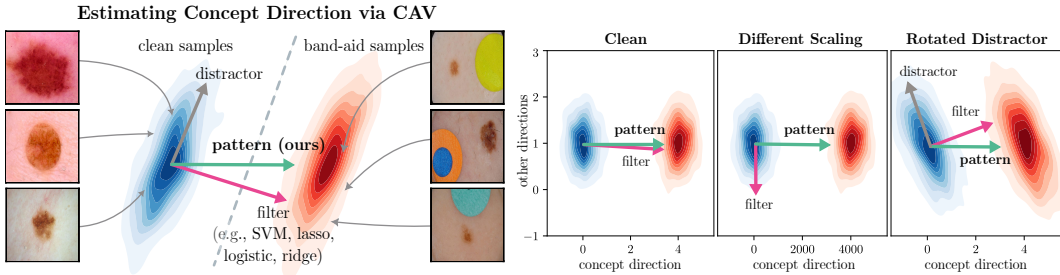 Estimating Concept Direction via CAV
clean samples
band-aid samples
distractor
pattern (ours)
filter
(e.g., SVM, lasso,
logistic, ridge)
Clean
Different Scaling
Rotated Distractor
other directions
3
2
1
0
−1
pattern
filter
0
2
4
concept direction
pattern
filter
0
2000
4000
concept direction
distractor
filter
pattern
0
2
4
concept direction